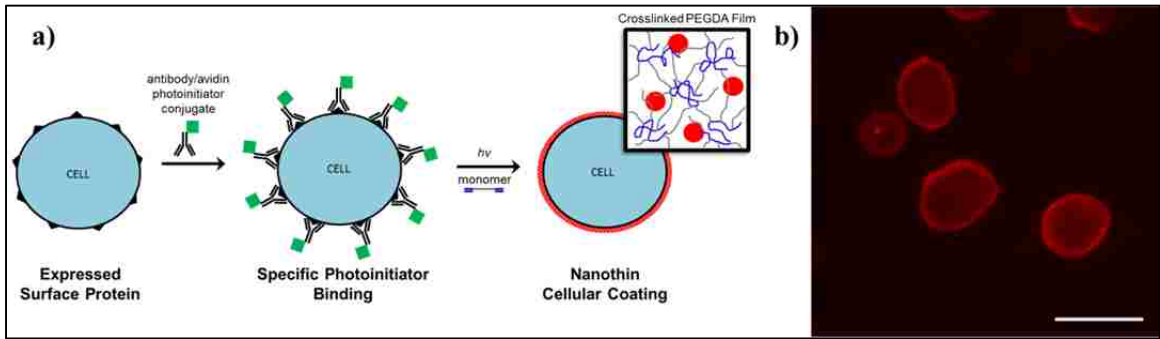 a)
antibody/avidin
photoinitiator
conjugate
CELL
Expressed
Surface Protein
CELL
Specific Photoinitiator
Binding
hv
monomer
Crosslinked PEGDA Film
CELL
Nanothin
Cellular Coating
b)